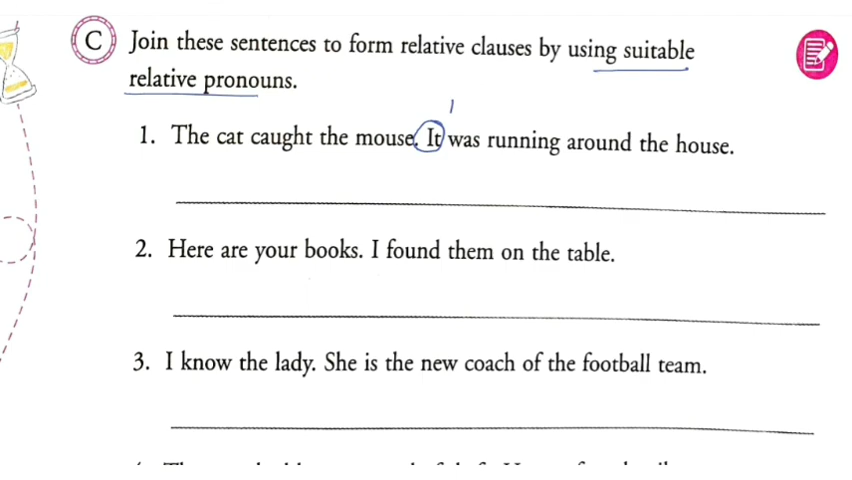 C Join these sentences to form relative clauses by using suitable
relative pronouns.
1. The cat caught the mouse. It was running around the house.
2. Here are your books. I found them on the table.
3. I know the lady. She is the new coach of the football team.